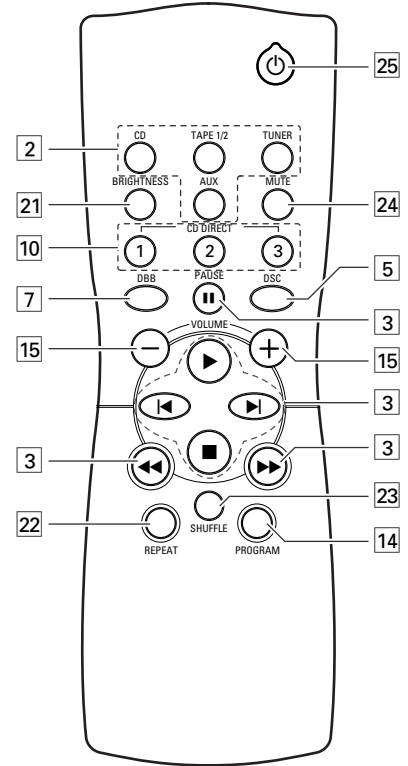 25
CD TAPE 1/2 TUNER
2
BRIGHTNESS AUX MUTE
21 24
CD DIRECT
10 1 2 3
5
DBB PAUSE DSC
7
3
VOLUME
15 − + 15
3
3 3
23
22 SHUFFLE
14
REPEAT PROGRAM